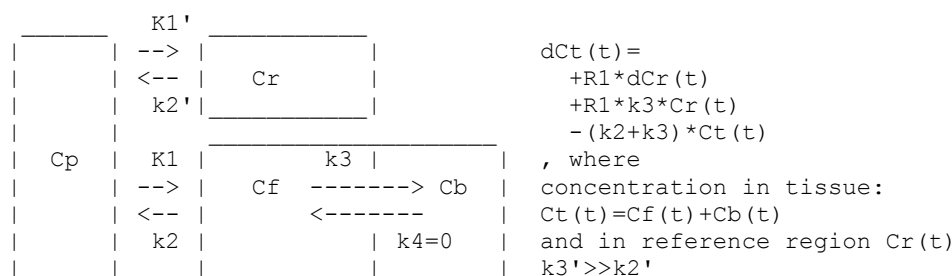 K1'
--> dCt(t)=
<-- Cr +R1*dCr(t)
k2' +R1*k3*Cr(t)
-(k2+k3)*Ct(t)
Cp K1 k3 , where
--> Cf -------> Cb concentration in tissue:
<-- <------- Ct(t)=Cf(t)+Cb(t)
k2 k4=0 and in reference region Cr(t)
k3'>>k2'